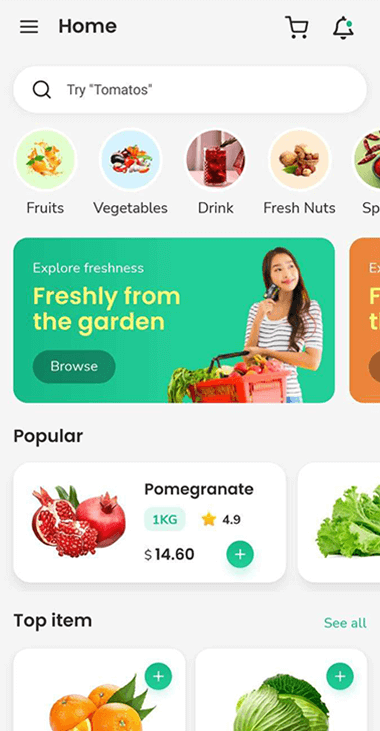 Home
Try "Tomatos"
Fruits
Vegetables
Drink
Fresh Nuts
Sp
Explore freshness
Freshly from
the garden
Browse
Popular
Pomegranate
1KG
4.9
$14.60
Top item
See all